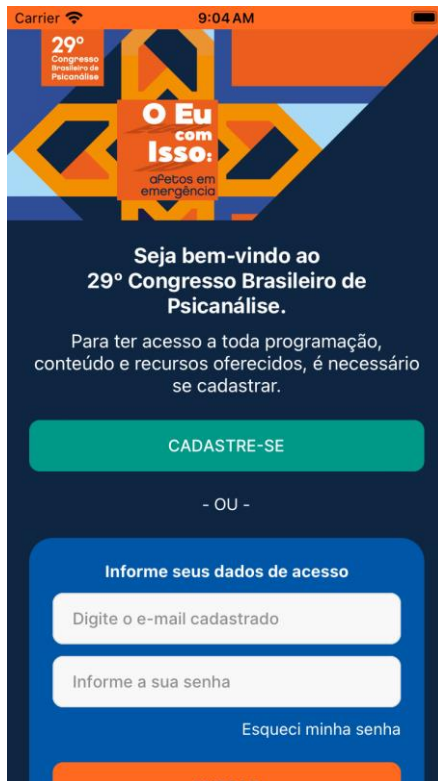 Carrier 9:04 AM
29º
Congresso
Brasileiro de
Psicanálise
O Eu
com
Isso:
afetos em
emergência
Seja bem-vindo ao
29º Congresso Brasileiro de
Psicanálise.
Para ter acesso a toda programação,
conteúdo e recursos oferecidos, é necessário
se cadastrar.
CADASTRE-SE
- OU -
Informe seus dados de acesso
Digite o e-mail cadastrado
Informe a sua senha
Esqueci minha senha